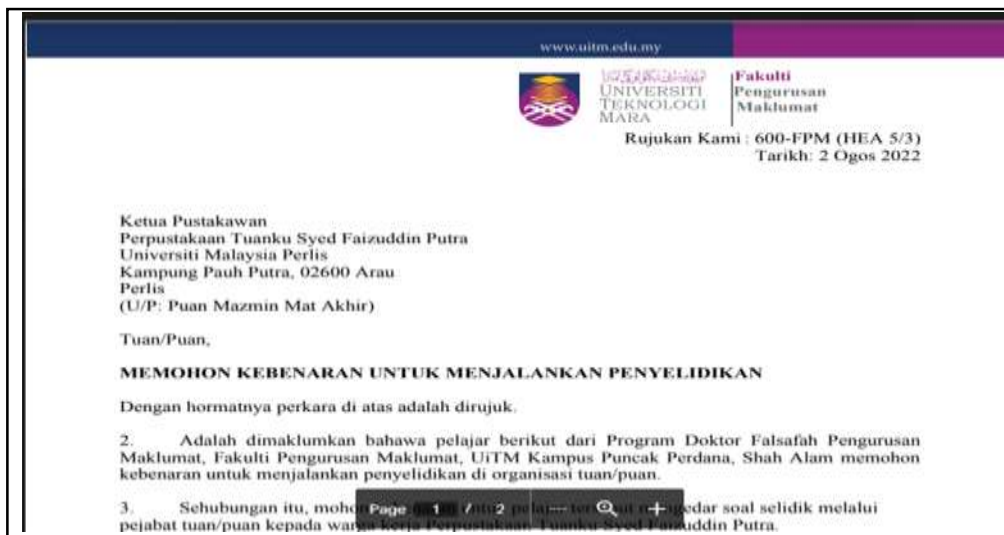 www.uitm.edu.my
UNIVERSITI
TEKNOLOGI
MARA
Fakulti
Pengurusan
Maklumat
Rujukan Kami : 600-FPM (HEA 5/3)
Tarikh: 2 Ogos 2022
Ketua Pustakawan
Perpustakaan Tuanku Syed Faizuddin Putra
Universiti Malaysia Perlis
Kampung Pauh Putra, 02600 Arau
Perlis
(U/P: Puan Mazmin Mat Akhir)
Tuan/Puan,
MEMOHON KEBENARAN UNTUK MENJALANKAN PENYELIDIKAN
Dengan hormatnya perkara di atas adalah dirujuk.
2. Adalah dimaklumkan bahawa pelajar berikut dari Program Doktor Falsafah Pengurusan
Maklumat, Fakulti Pengurusan Maklumat, UiTM Kampus Puncak Perdana, Shah Alam memohon
kebenaran untuk menjalankan penyelidikan di organisasi tuan/puan.
3. Sehubungan itu, soal selidik melalui
pejabat tuan/puan kepada warga kerja Perpustakaan Tuanku Syed Faizuddin Putra.
Page 1 / 2